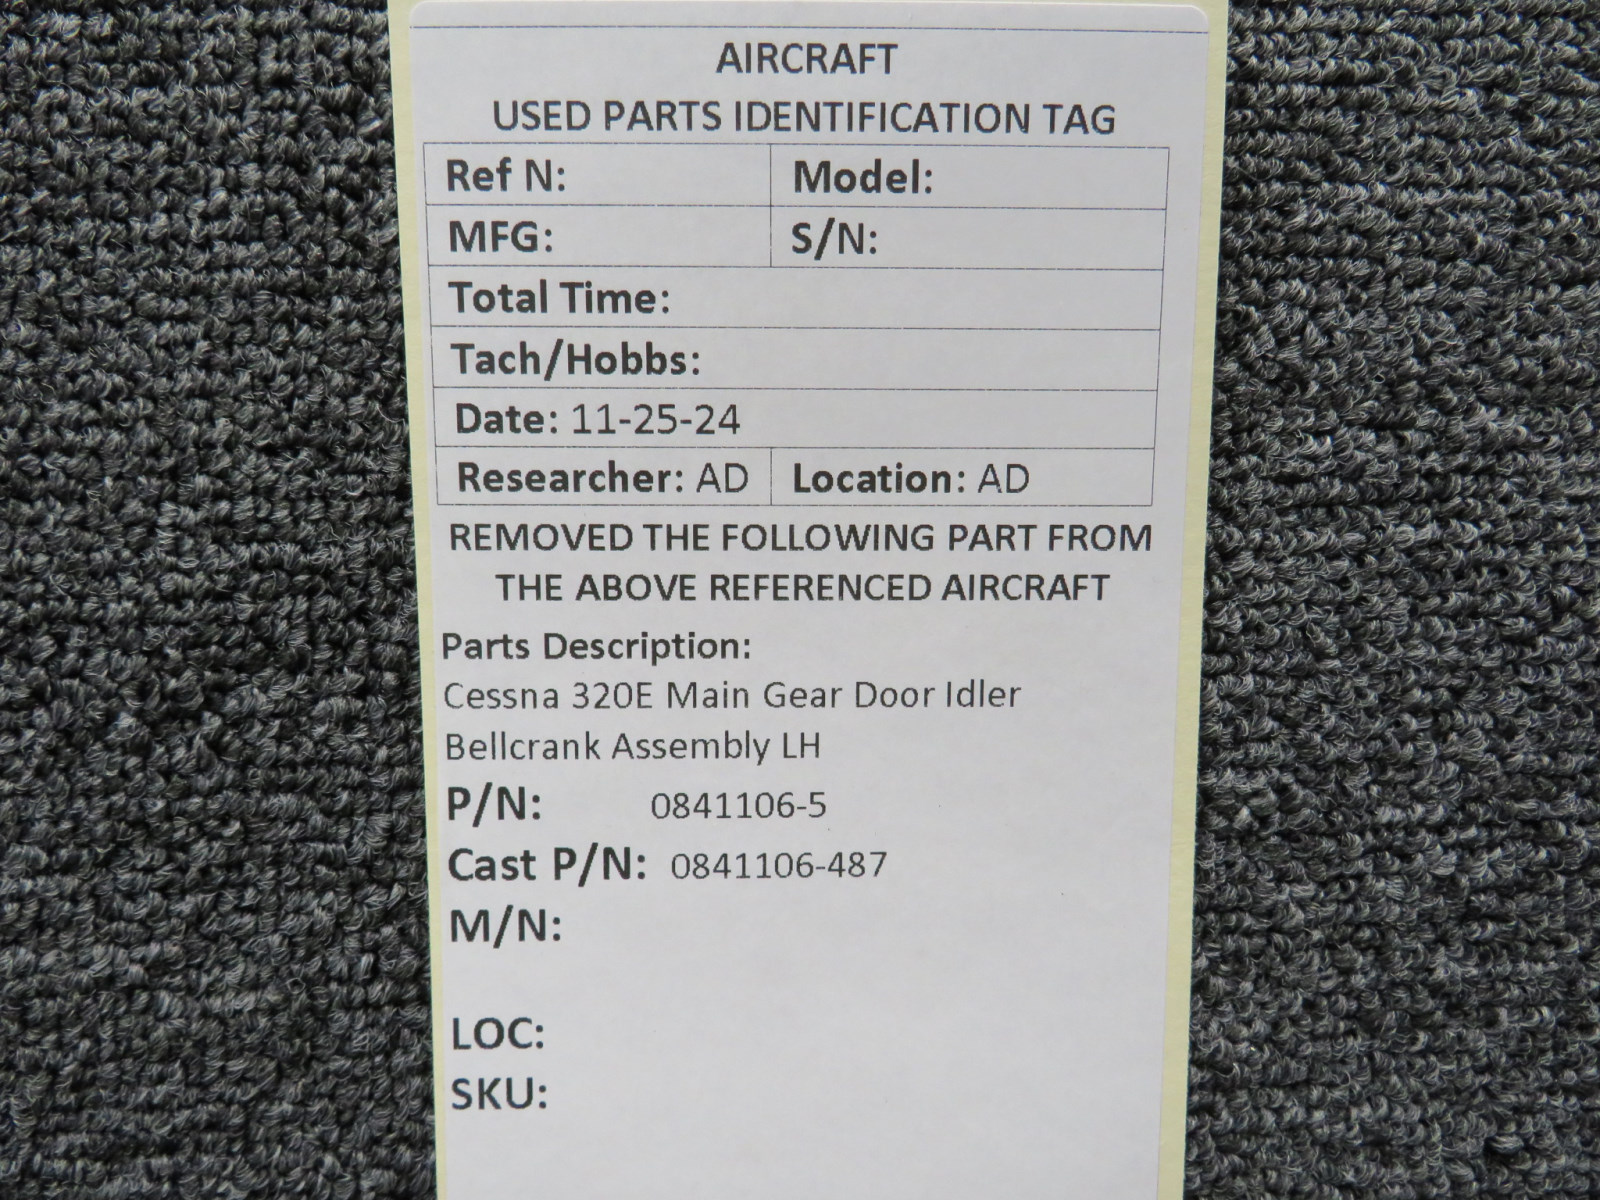 AIRCRAFT
USED PARTS IDENTIFICATION TAG
Ref N: Model:
MFG: S/N:
Total Time:
Tach/Hobbs:
Date: 11-25-24
Researcher: AD Location: AD
REMOVED THE FOLLOWING PART FROM
THE ABOVE REFERENCED AIRCRAFT
Parts Description:
Cessna 320E Main Gear Door Idler
Bellcrank Assembly LH
P/N: 0841106-5
Cast P/N: 0841106-487
M/N:
LOC:
SKU: